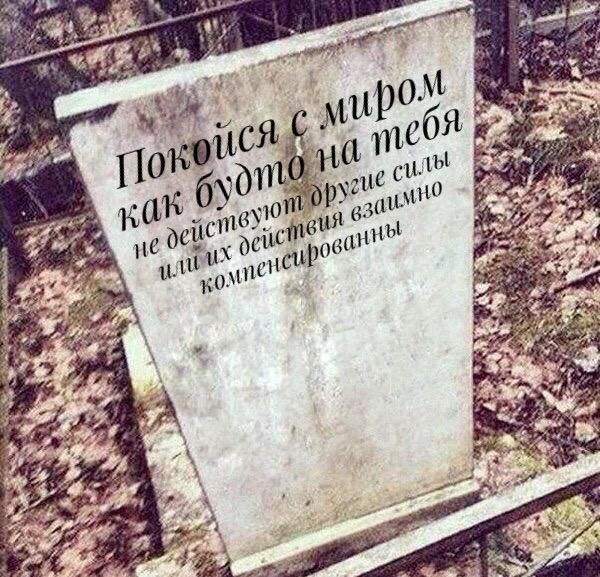 Покойся с миром
как будто на тебя
не действуют другие силы
или их действия взаимно
компенсированны